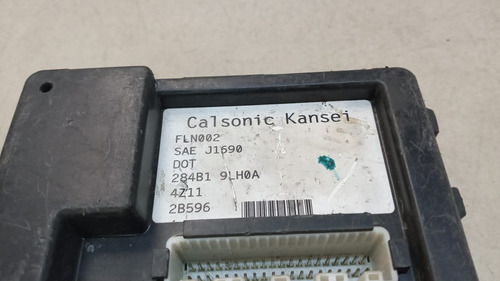 Calsonic Kansei
FLN002
SAE J1690
DOT
284B1 9LH0A
4Z11
2B596